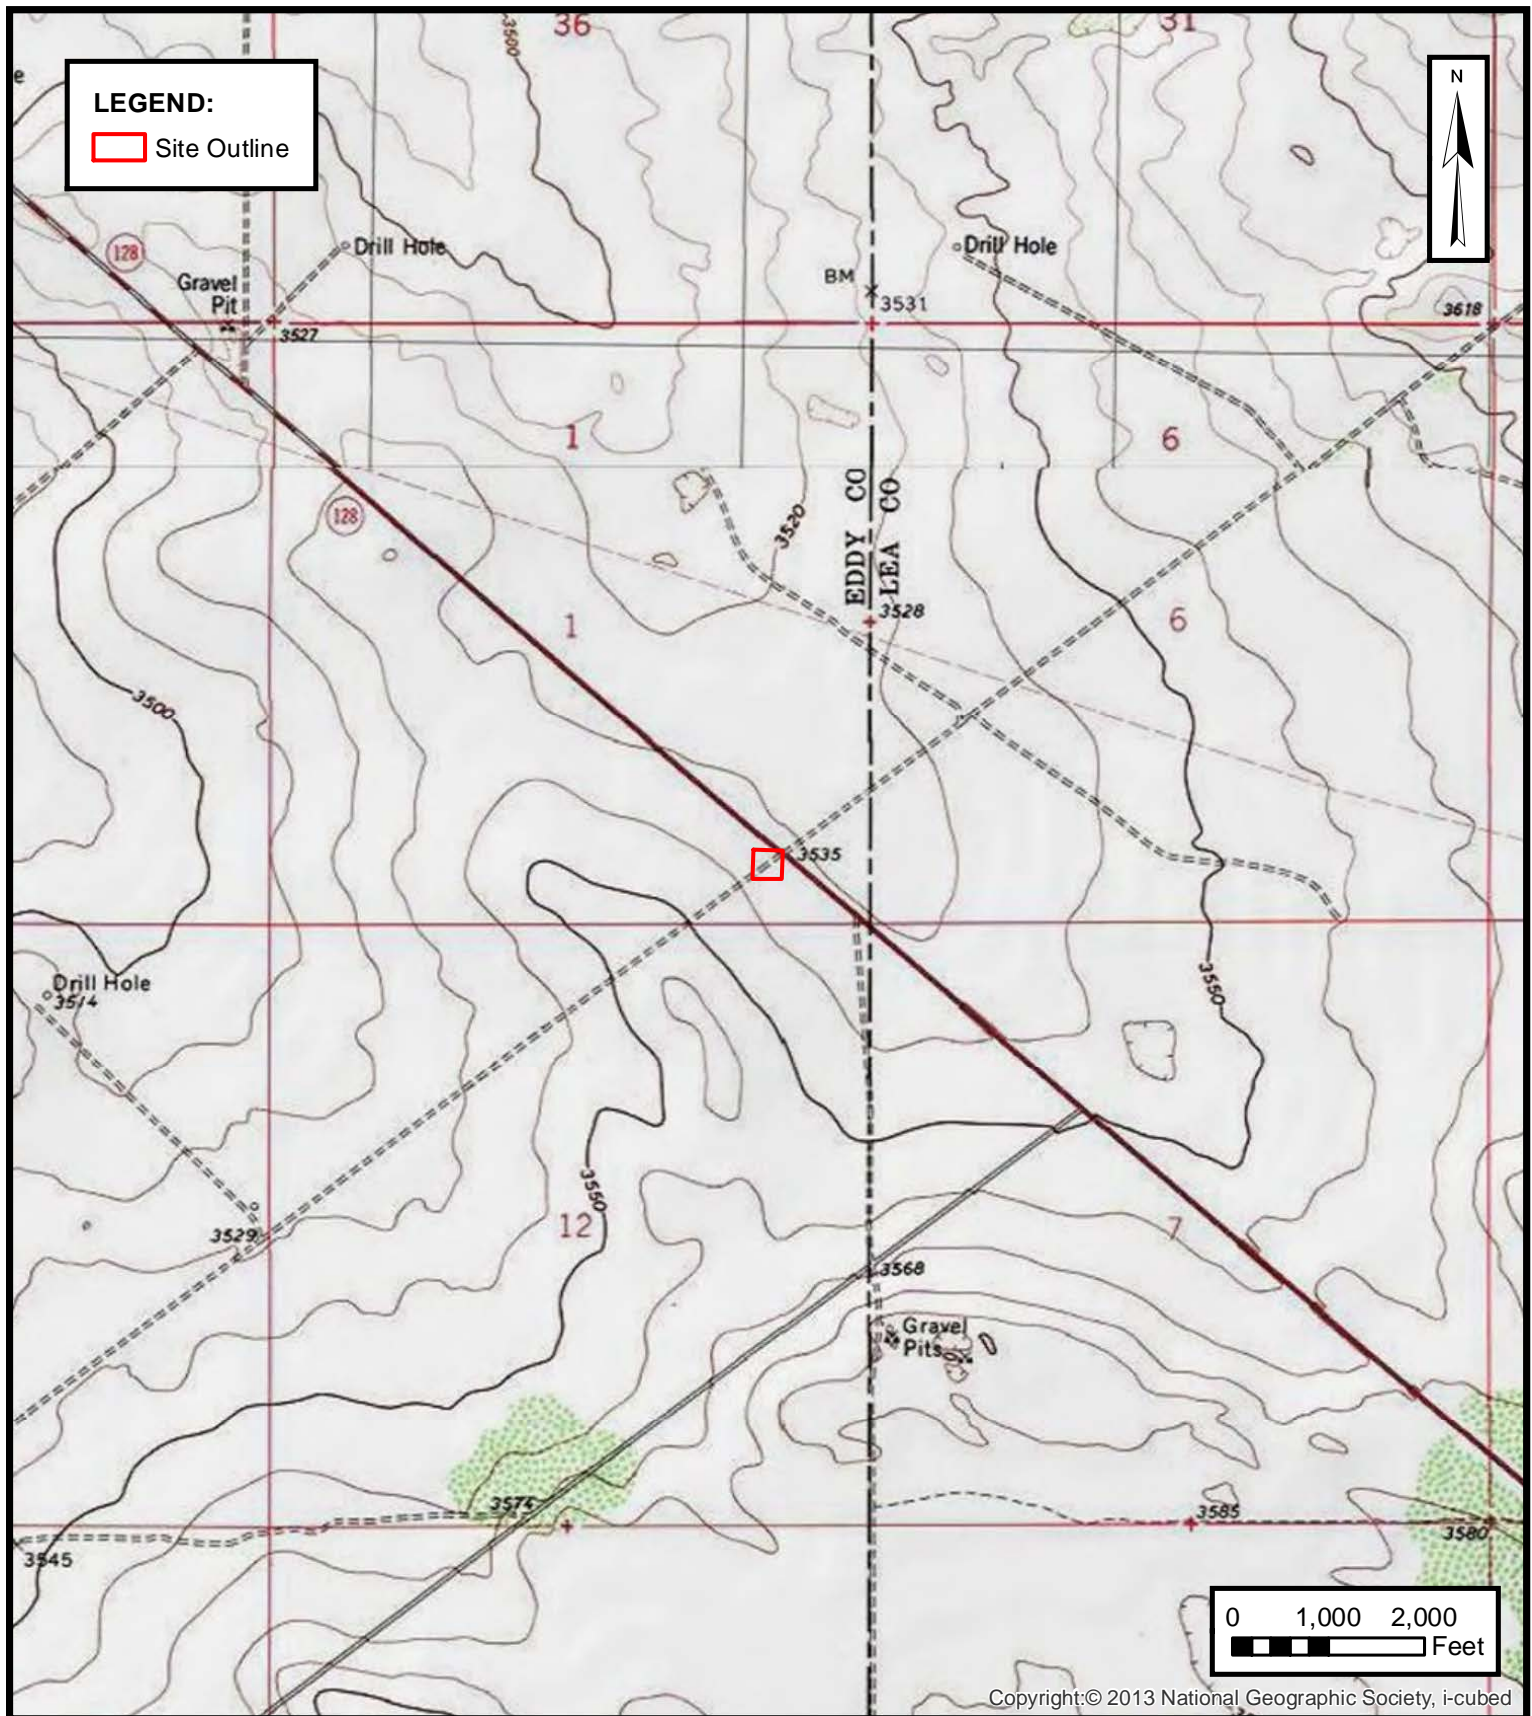 36
31
3500
e
LEGEND:
Site Outline
N
128
Drill Hole
Drill Hole
Gravel
Pit
BM
3531
3527
3618
1
6
128
3520
EDDY CO
LEA CO
3528
1
6
3500
3535
Drill Hole
3514
3550
3550
3529
12
7
3568
Gravel
Pits
3574
3585
3580
3545
0 1,000 2,000
Feet
Copyright:© 2013 National Geographic Society, i-cubed